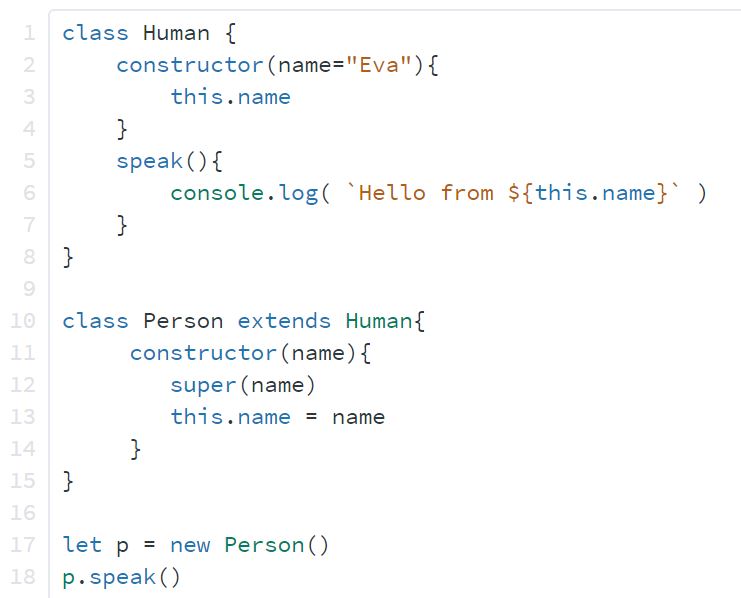 1 class Human {
2     constructor(name="Eva"){
3         this.name
4     }
5     speak(){
6         console.log( `Hello from ${this.name}` )
7     }
8 }
9
10 class Person extends Human{
11      constructor(name){
12         super(name)
13         this.name = name
14      }
15 }
16
17 let p = new Person()
18 p.speak()